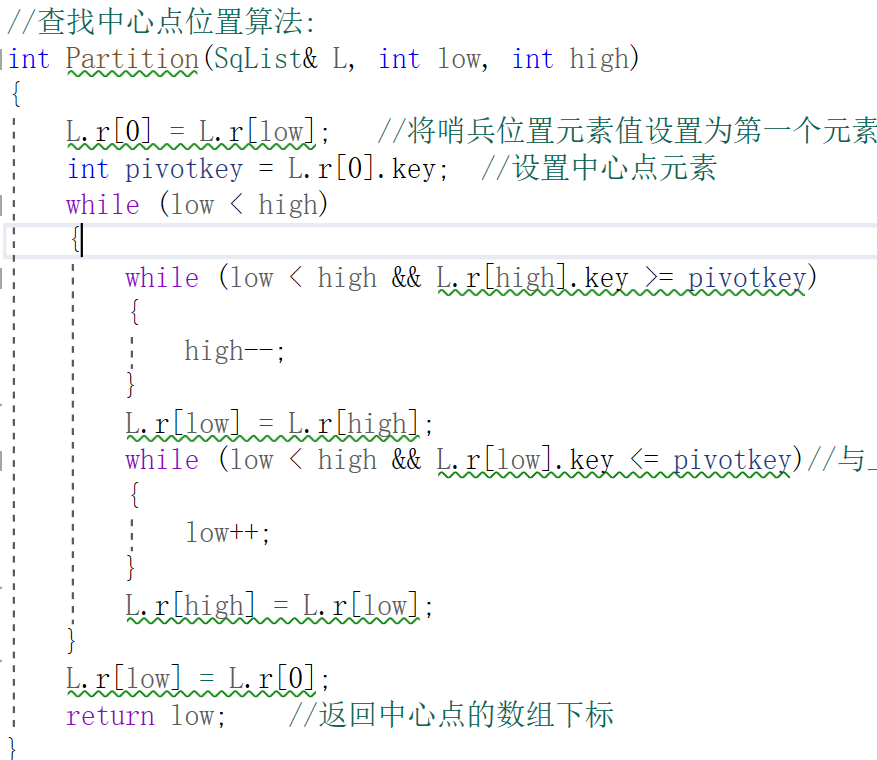 //查找中心点位置算法:
int Partition(SqList& L, int low, int high)
{
L.r[0] = L.r[low]; //将哨兵位置元素值设置为第一个元素
int pivotkey = L.r[0].key; //设置中心点元素
while (low < high)
{
while (low < high && L.r[high].key >= pivotkey)
{
high--;
}
L.r[low] = L.r[high];
while (low < high && L.r[low].key <= pivotkey)//与
{
low++;
}
L.r[high] = L.r[low];
}
L.r[low] = L.r[0];
return low; //返回中心点的数组下标
}